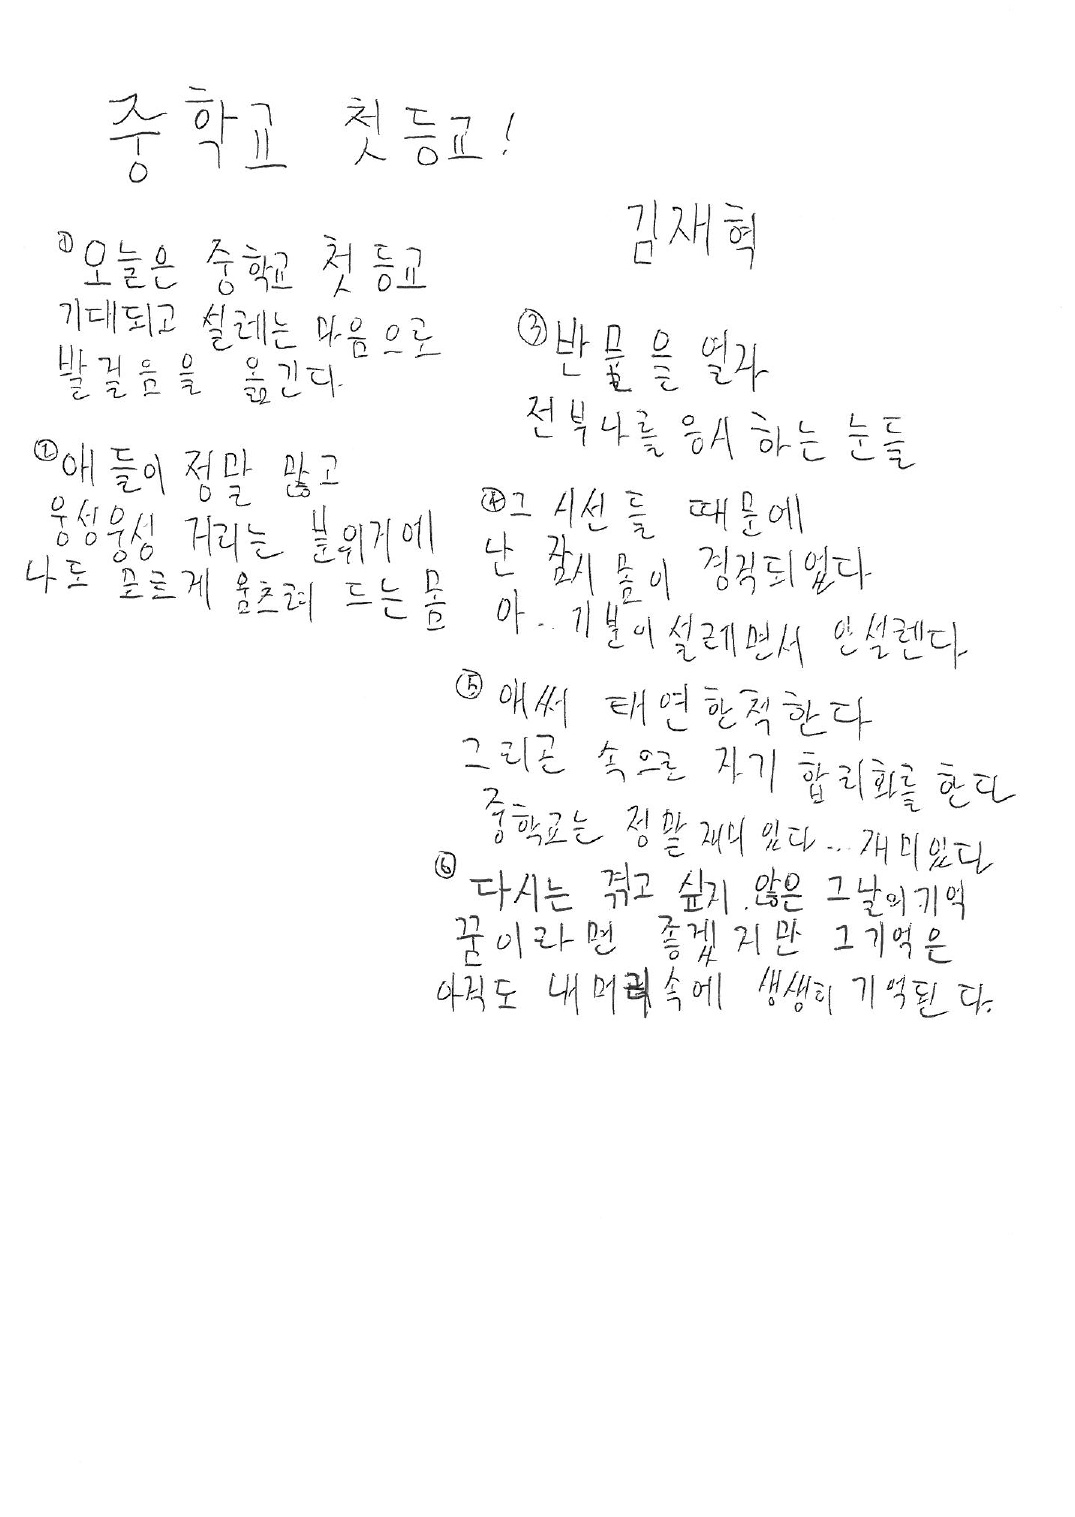 중학교 첫등교!
김재혁
① 오늘은 중학교 첫 등교
기대되고 설레는 마음으로
발걸음을 옮긴다.
② 애들이 정말 많고
웅성웅성 거리는 분위기에
나도 모르게 움츠려 드는 몸
③ 반문을 열자
전부 나를 응시 하는 눈들
④ 그 시선들 때문에
난 잠시 몸이 경직되었다
아.. 기분이 설레면서 안설렌다
⑤ 애써 태연한척한다
그리곤 속으로 자기 합리화를 한다
중학교는 정말 재미 있다... 재미있다
⑥ 다시는 겪고 싶지 않은 그날의 기억
꿈이라면 좋겠지만 그기억은
아직도 내 머리속에 생생히 기억된다.